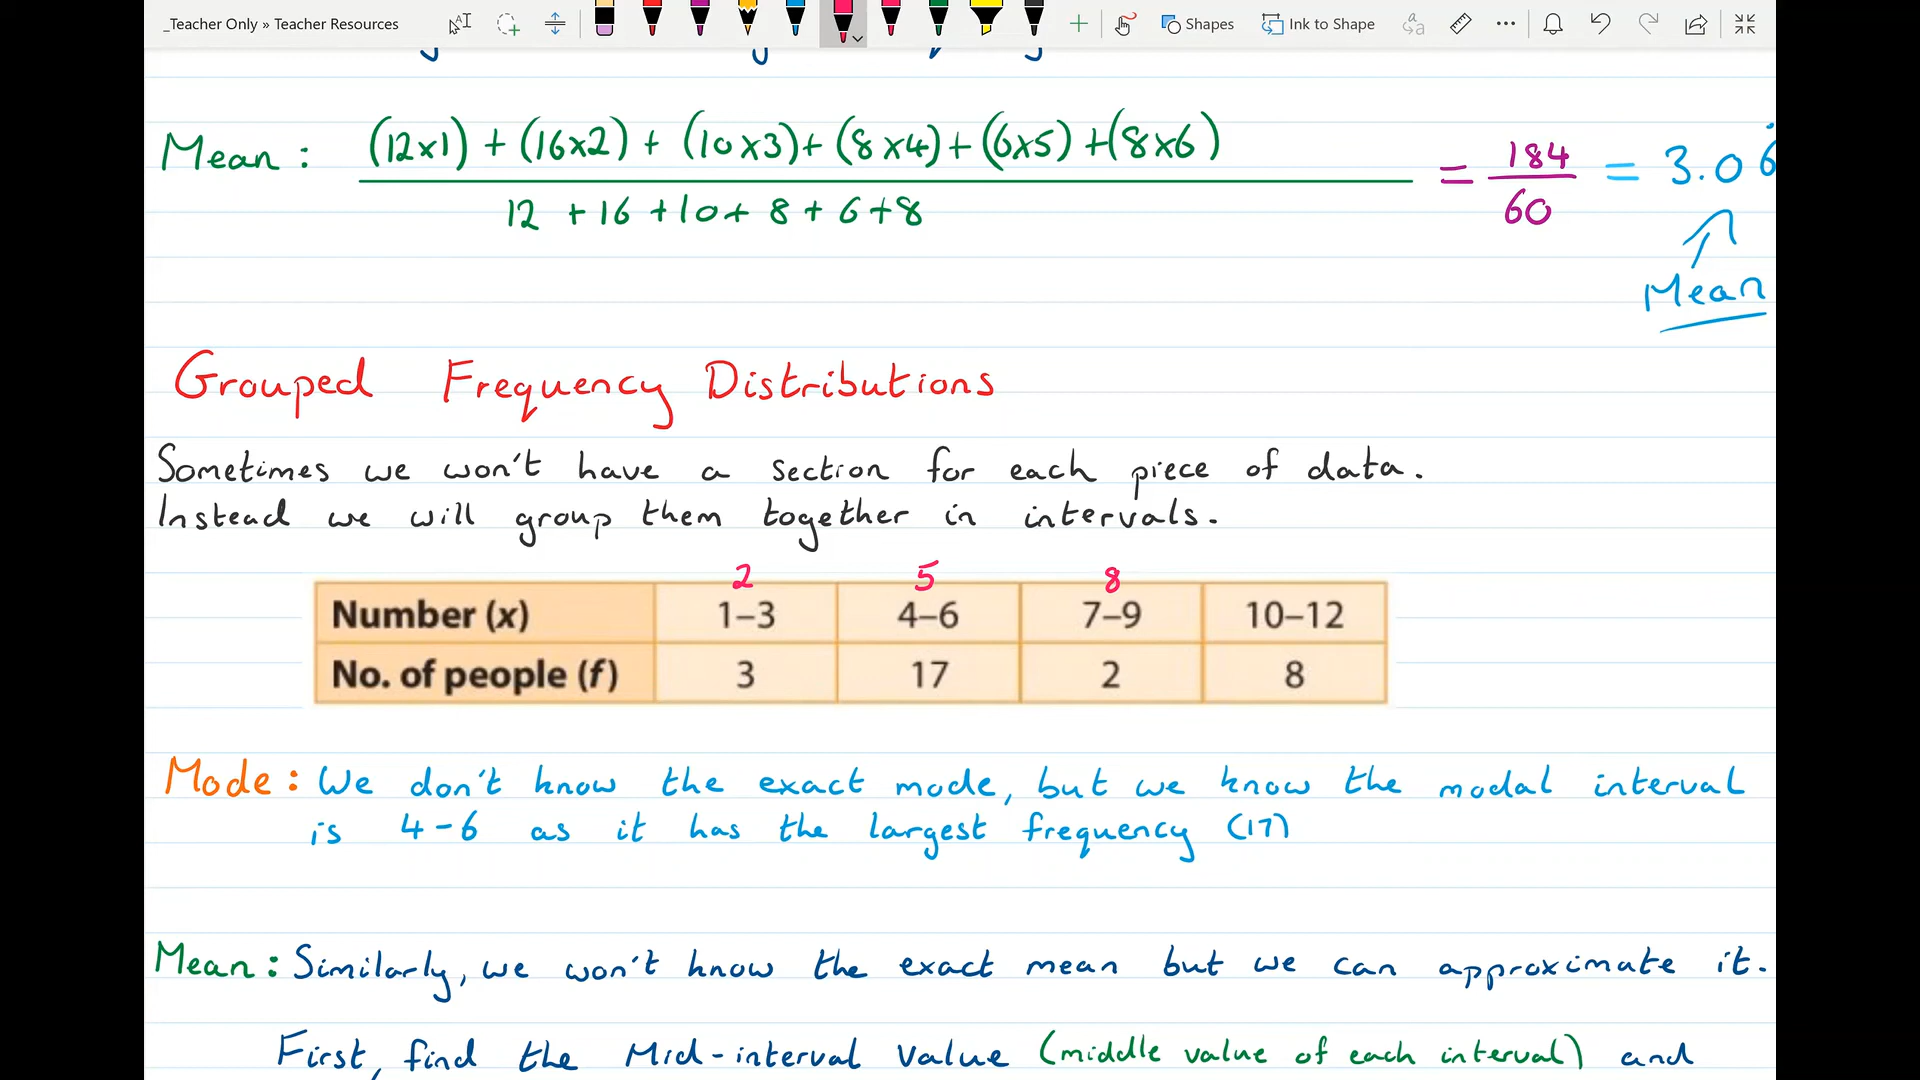 _Teacher Only » Teacher Resources
Shapes
Ink to Shape
Mean : (12x1) + (16x2) + (10x3) + (8x4) + (6x5) + (8x6)
12 + 16 + 10 + 8 + 6 + 8
= 184
60
= 3.06̇
Mean
Grouped Frequency Distributions
Sometimes we won't have a section for each piece of data.
Instead we will group them together in intervals.
2 5 8
Number (x) 1–3 4–6 7–9 10–12
No. of people (f) 3 17 2 8
Mode : We don't know the exact mode, but we know the modal interval
is 4-6 as it has the largest frequency (17)
Mean : Similarly, we won't know the exact mean but we can approximate it.
First, find the Mid-interval Value (middle value of each interval) and